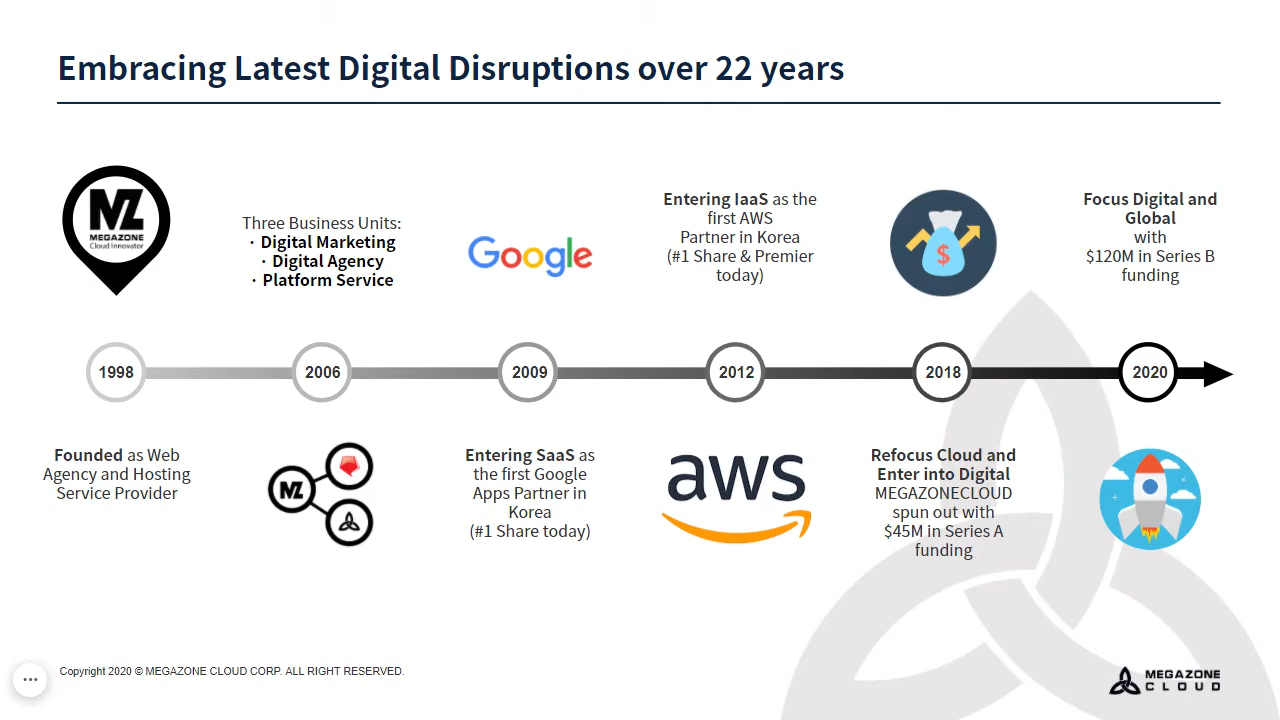 Embracing Latest Digital Disruptions over 22 years
MZ
MEGAZONE
Cloud Innovator
Three Business Units:
· Digital Marketing
· Digital Agency
· Platform Service
Google
Entering IaaS as the
first AWS
Partner in Korea
(#1 Share & Premier
today)
$
Focus Digital and
Global
with
$120M in Series B
funding
1998
2006
2009
2012
2018
2020
Founded as Web
Agency and Hosting
Service Provider
MZ
Entering SaaS as
the first Google
Apps Partner in
Korea
(#1 Share today)
aws
Refocus Cloud and
Enter into Digital
MEGAZONECLOUD
spun out with
$45M in Series A
funding
Copyright 2020 © MEGAZONE CLOUD CORP. ALL RIGHT RESERVED.
MEGAZONE
CLOUD